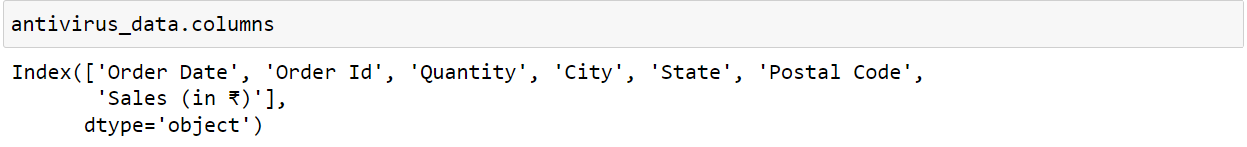 antivirus_data.columns
Index(['Order Date', 'Order Id', 'Quantity', 'City', 'State', 'Postal Code',
'Sales (in ₹)'],
dtype='object')